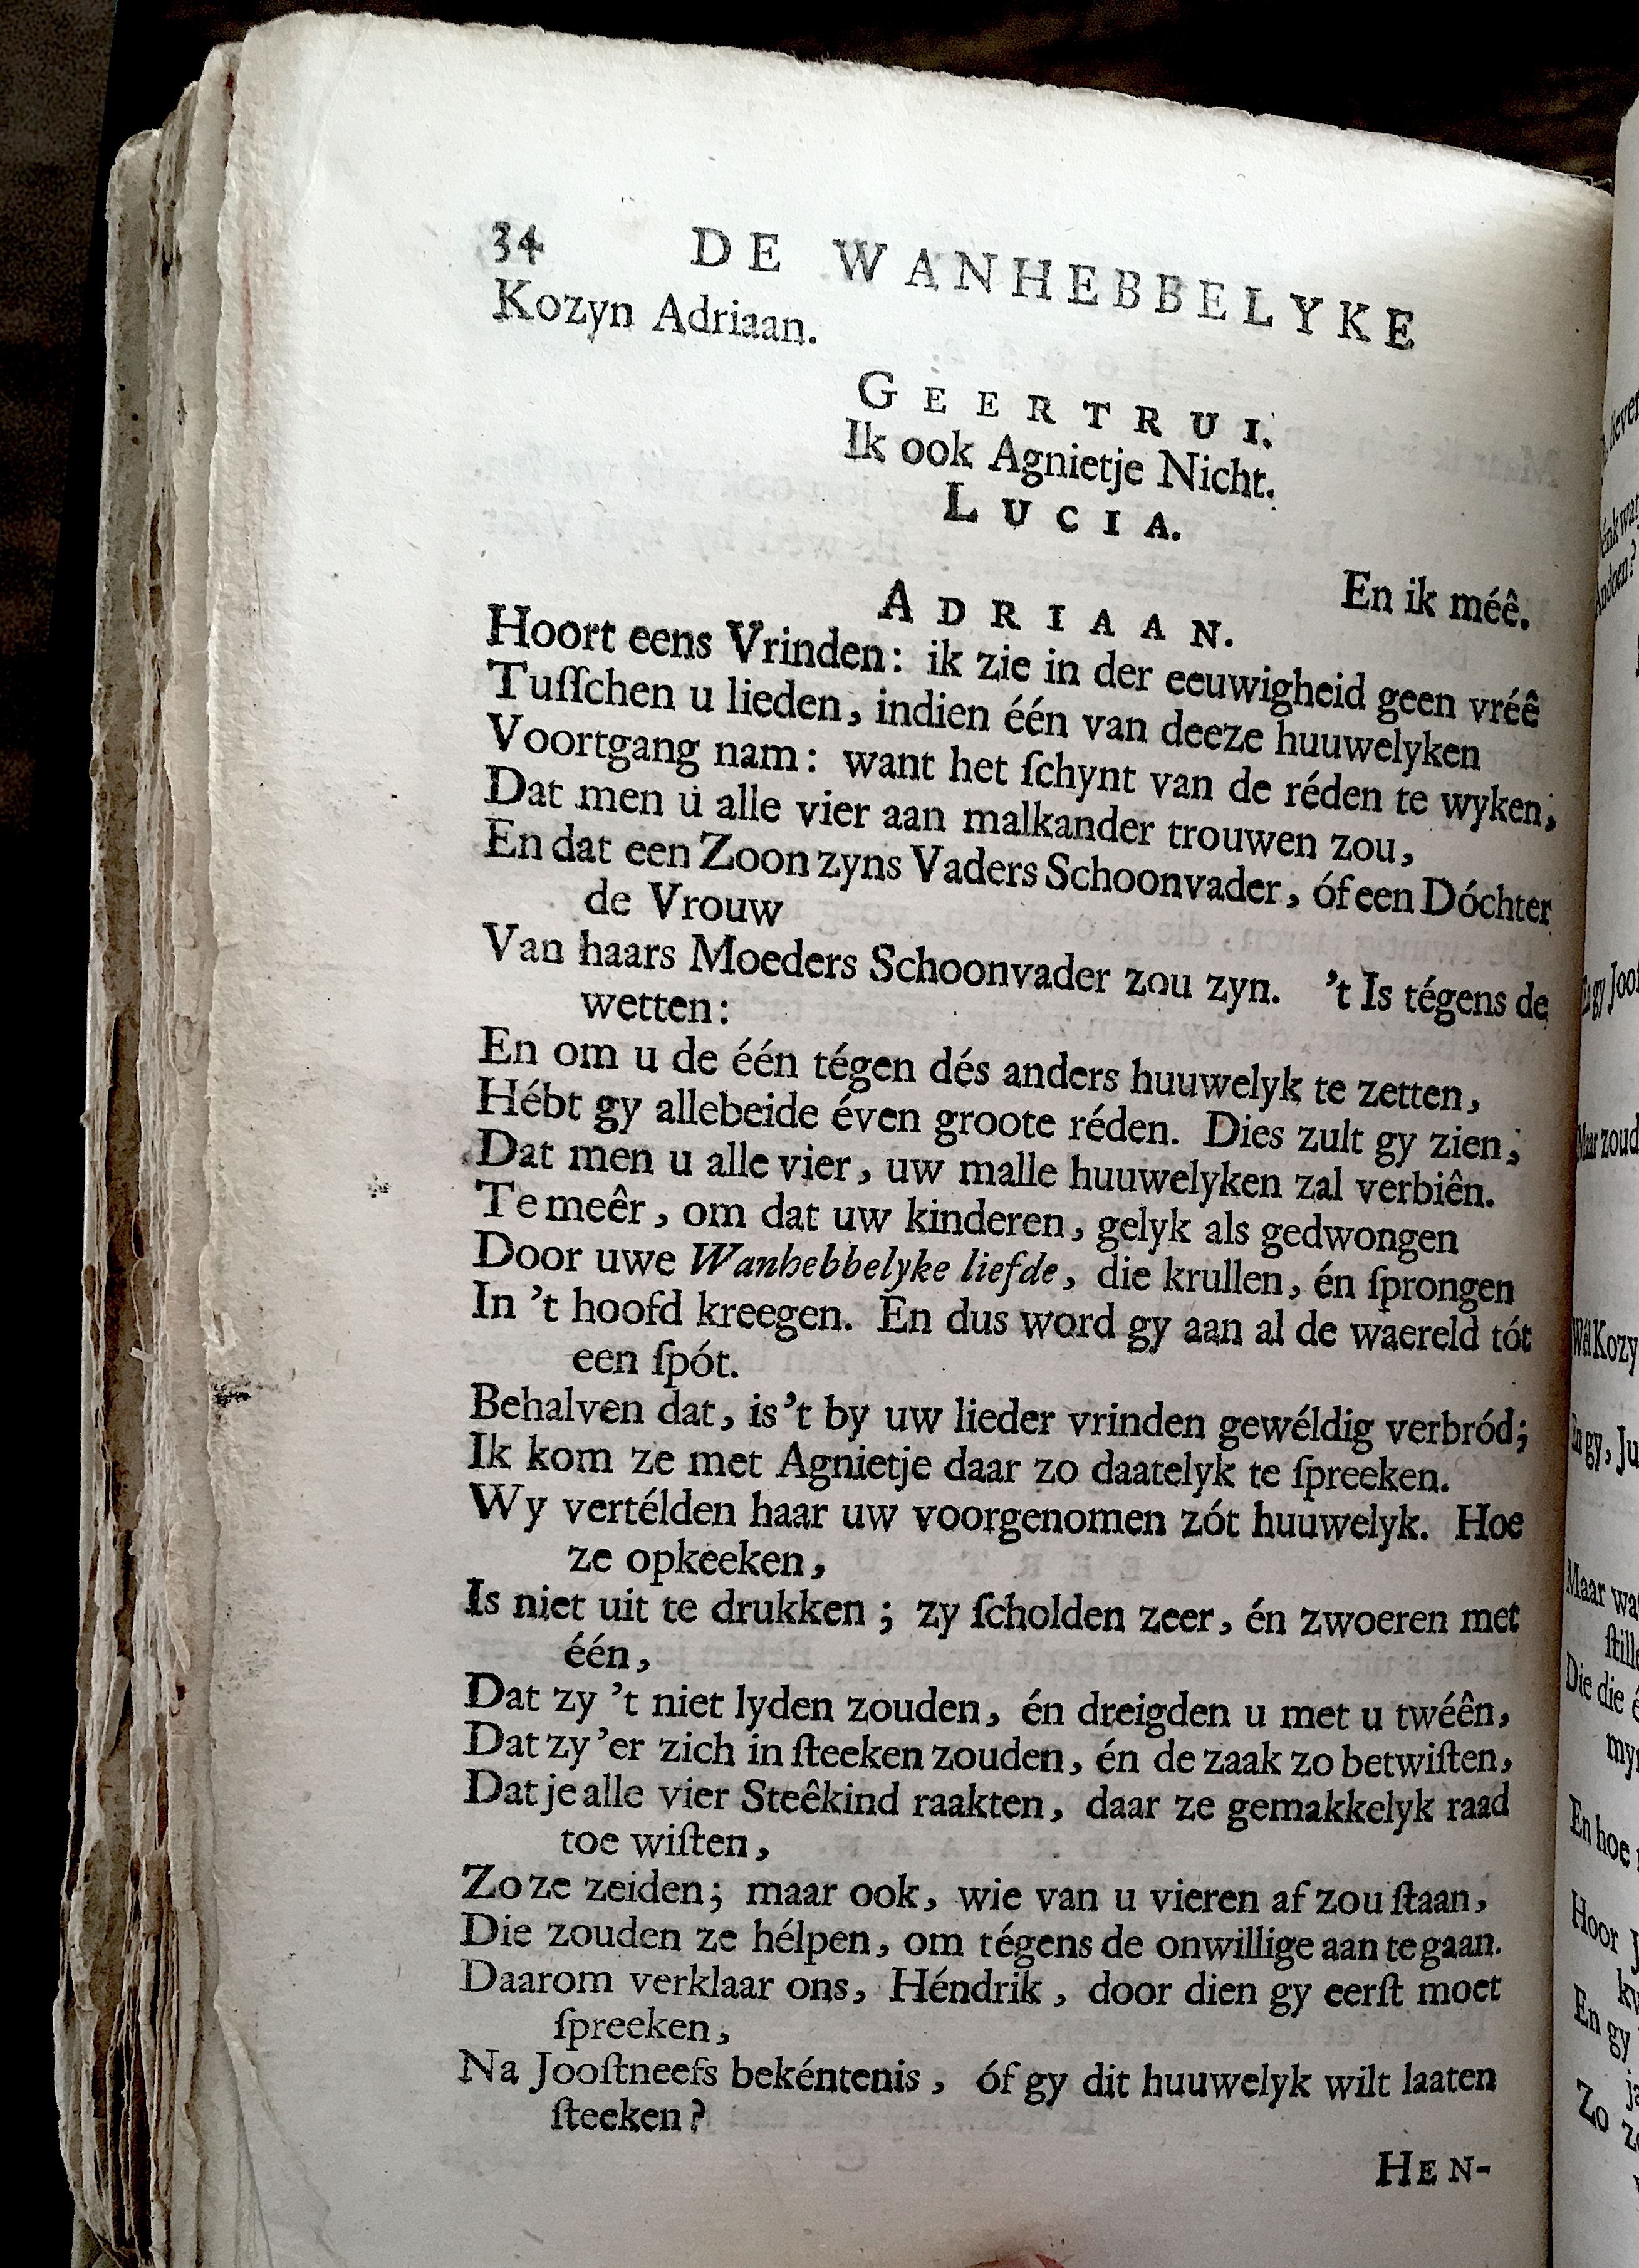 34 DE WANHEBBELYKE
Kozyn Adriaan.
GEERTRUI.
Ik ook Agnietje Nicht.
LUCIA.
En ik méê.
ADRIAAN.
Hoort eens Vrinden: ik zie in der eeuwigheid geen vréê
Tuſſchen u lieden, indien één van deeze huuwelyken
Voortgang nam: want het ſchynt van de réden te wyken,
Dat men u alle vier aan malkander trouwen zou,
En dat een Zoon zyns Vaders Schoonvader, óf een Dóchter
de Vrouw
Van haars Moeders Schoonvader zou zyn. 't Is tégens de
wetten:
En om u de één tégen dés anders huuwelyk te zetten,
Hébt gy allebeide éven groote réden. Dies zult gy zien,
Dat men u alle vier, uw malle huuwelyken zal verbiên.
Te meêr, om dat uw kinderen, gelyk als gedwongen
Door uwe Wanhebbelyke liefde, die krullen, én ſprongen
In 't hoofd kreegen. En dus word gy aan al de waereld tót
een ſpót.
Behalven dat, is 't by uw lieder vrinden gewéldig verbród;
Ik kom ze met Agnietje daar zo daatelyk te ſpreeken.
Wy vertélden haar uw voorgenomen zót huuwelyk. Hoe
ze opkeeken,
Is niet uit te drukken; zy ſcholden zeer, én zwoeren met
één,
Dat zy 't niet lyden zouden, én dreigden u met u twéên,
Dat zy 'er zich in ſteeken zouden, én de zaak zo betwiſten,
Dat je alle vier Steêkind raakten, daar ze gemakkelyk raad
toe wiſten,
Zo ze zeiden; maar ook, wie van u vieren af zou ſtaan,
Die zouden ze hélpen, om tégens de onwillige aan te gaan.
Daarom verklaar ons, Héndrik, door dien gy eerſt moet
ſpreeken,
Na Jooſtneefs bekéntenis, óf gy dit huuwelyk wilt laaten
ſteeken?
HEN-
Maar
Die die
En hoe
Hoor
En gy
Zo